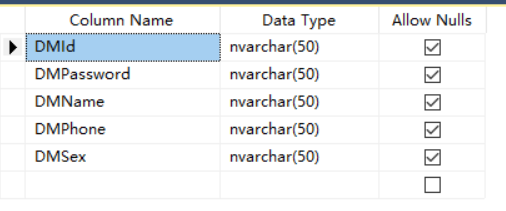 Column Name Data Type Allow Nulls
DMId nvarchar(50)
DMPassword nvarchar(50)
DMName nvarchar(50)
DMPhone nvarchar(50)
DMSex nvarchar(50)